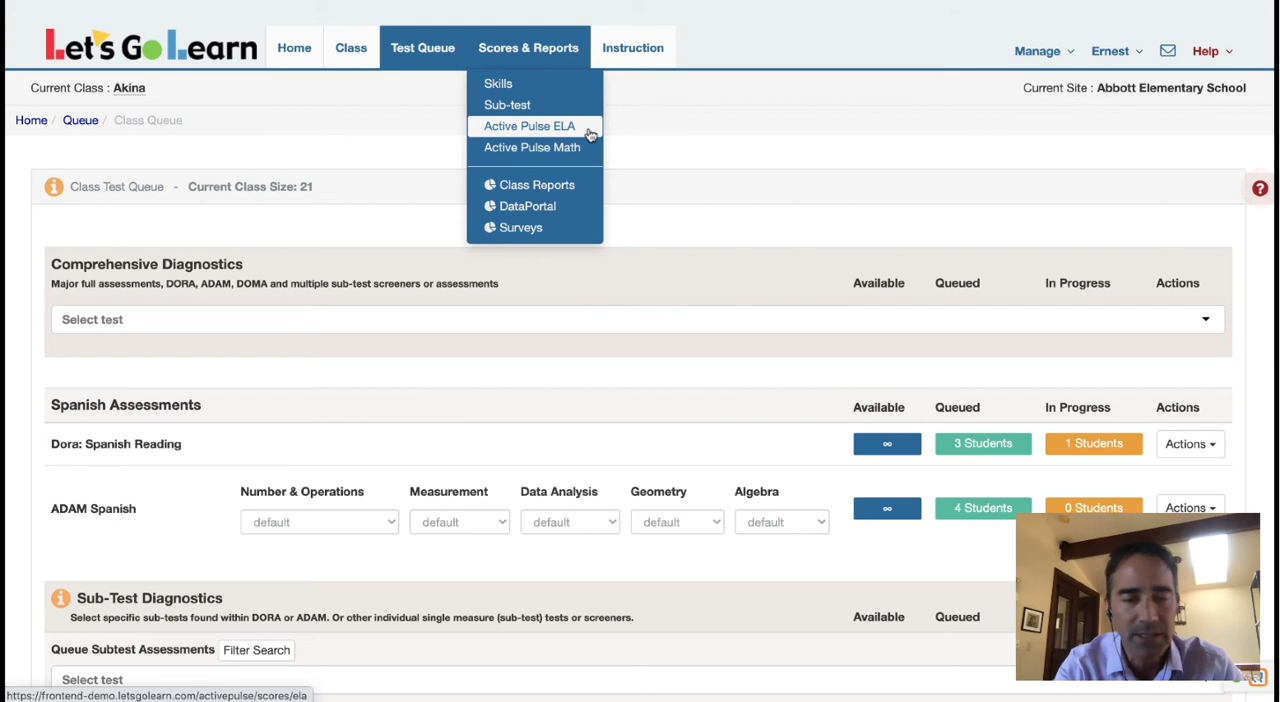 Let's Go Learn
Home Class Test Queue Scores & Reports Instruction
Manage Ernest Help
Current Class : Akina
Current Site : Abbott Elementary School
Home / Queue / Class Queue
Skills
Sub-test
Active Pulse ELA
Active Pulse Math
Class Reports
DataPortal
Surveys
Class Test Queue - Current Class Size: 21
Comprehensive Diagnostics
Major full assessments, DORA, ADAM, DOMA and multiple sub-test screeners or assessments
Available Queued In Progress Actions
Select test
Spanish Assessments
Available Queued In Progress Actions
Dora: Spanish Reading
∞ 3 Students 1 Students Actions
Number & Operations Measurement Data Analysis Geometry Algebra
ADAM Spanish
default default default default default
∞ 4 Students 0 Students Actions
Sub-Test Diagnostics
Select specific sub-tests found within DORA or ADAM. Or other individual single measure (sub-test) tests or screeners.
Available Queued
Queue Subtest Assessments Filter Search
Select test
https://frontend-demo.letsgolearn.com/activepulse/scores/ela